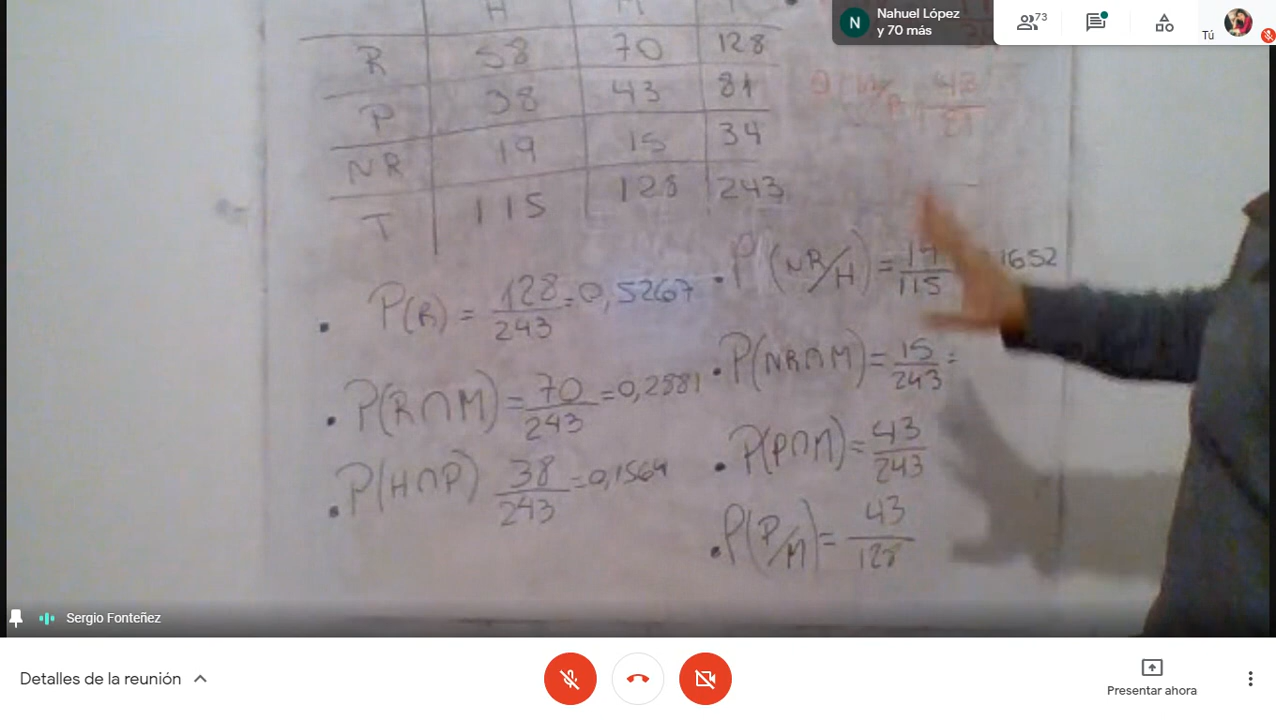 H M
R 58 70 128
P 38 43 81
NR 19 15 34
T 115 128 243
P(R) = 128/243 = 0,5267
P(R∩M) = 70/243 = 0,2881
P(H∩P) 38/243 = 0,1564
P(NR/H) = 19/115 1652
P(NR∩M) = 15/243 =
P(P∩M) = 43/243
P(P/M) = 43/128
43
81
N
Nahuel López
y 70 más
73
Tú
Sergio Fonteñez
Detalles de la reunión
Presentar ahora